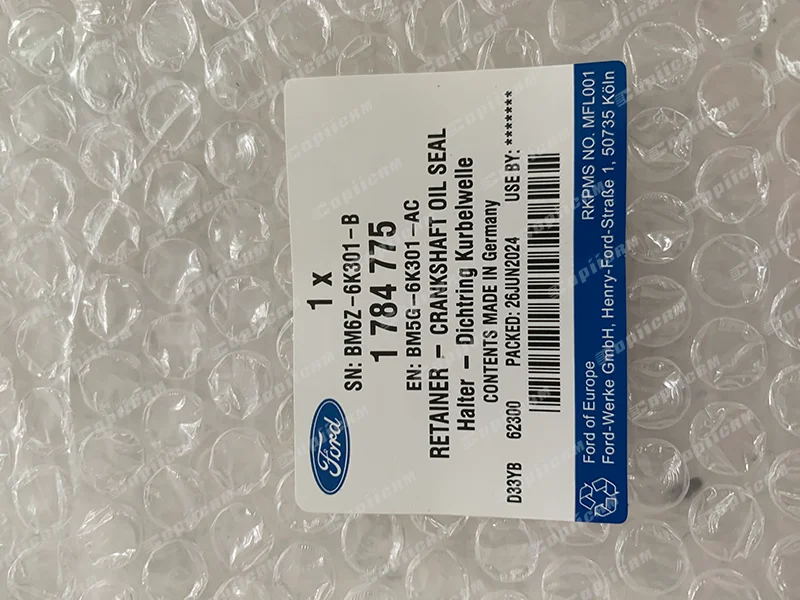 1 x
SN: BM6Z-6K301-B
1 784 775
EN: BM5G-6K301-AC
RETAINER - CRANKSHAFT OIL SEAL
Halter - Dichtring Kurbelwelle
CONTENTS MADE IN Germany
D33YB 62300 PACKED: 26JUN2024 USE BY: ********
Ford
RKPMS NO. MFL001
Ford of Europe
Ford-Werke GmbH, Henry-Ford-Straße 1, 50735 Köln
Copiicam